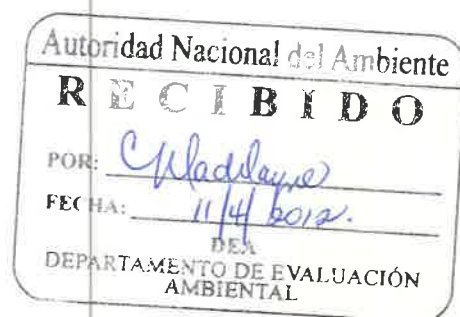 Autoridad Nacional del Ambiente
RECIBIDO
POR:
FECHA: 11/4/2012.
DEA
DEPARTAMENTO DE EVALUACIÓN
AMBIENTAL